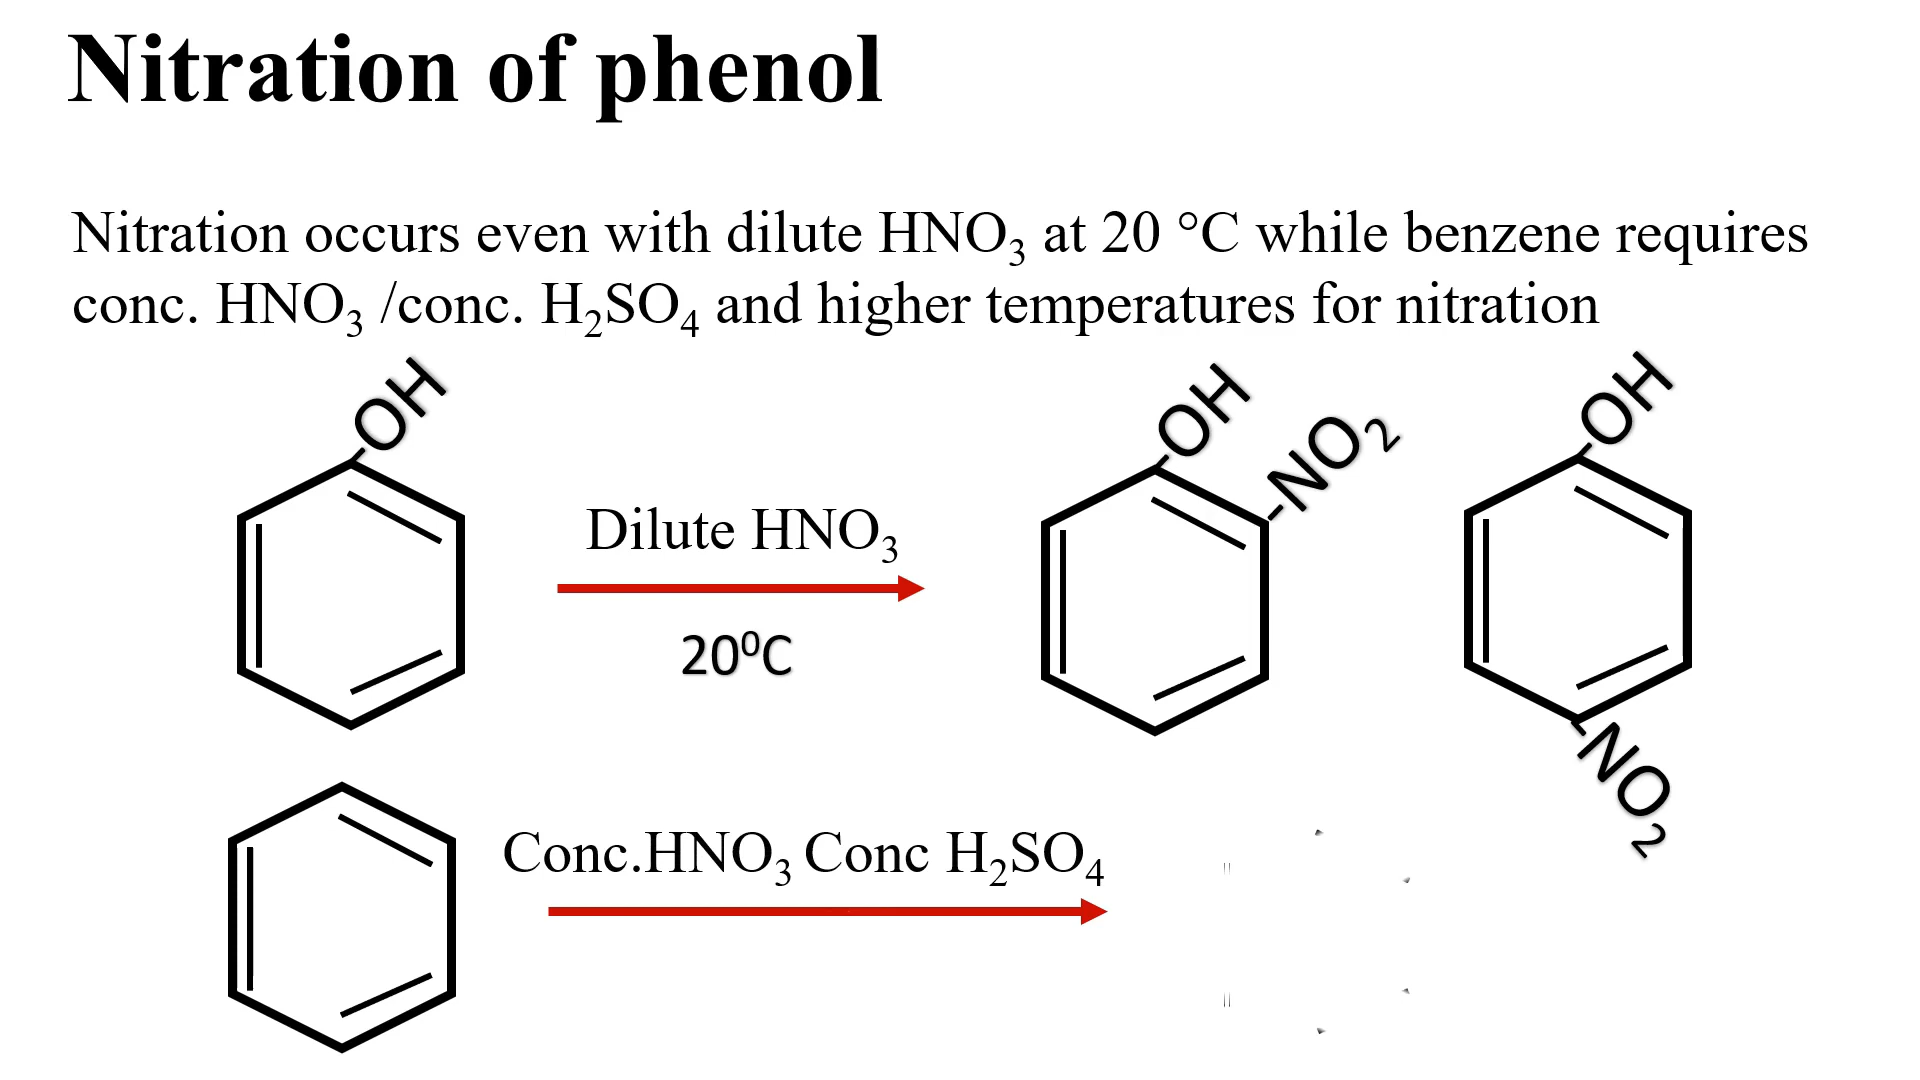 Nitration of phenol
Nitration occurs even with dilute HNO₃ at 20 °C while benzene requires
conc. HNO₃ /conc. H₂SO₄ and higher temperatures for nitration
-OH
Dilute HNO₃
20⁰C
-OH
-NO₂
-OH
-NO₂
Conc.HNO₃ Conc H₂SO₄